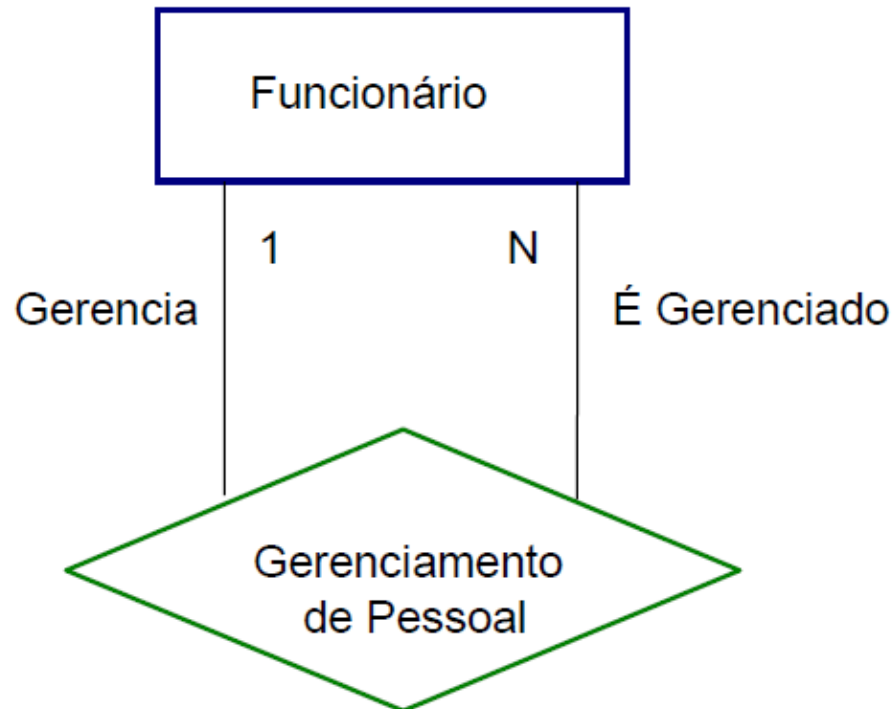 Funcionário
1
N
Gerencia
É Gerenciado
Gerenciamento
de Pessoal